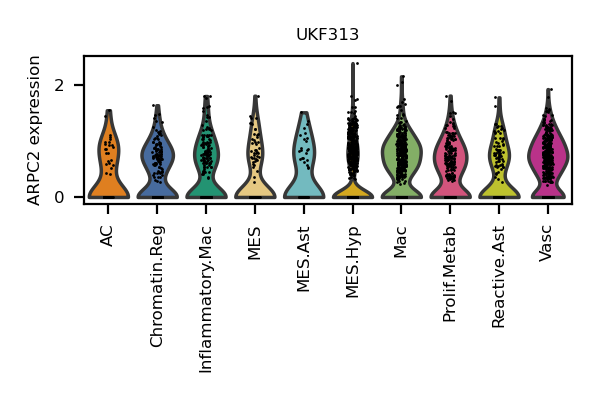 UKF313
ARPC2 expression
2
0
AC
Chromatin.Reg
Inflammatory.Mac
MES
MES.Ast
MES.Hyp
Mac
Prolif.Metab
Reactive.Ast
Vasc